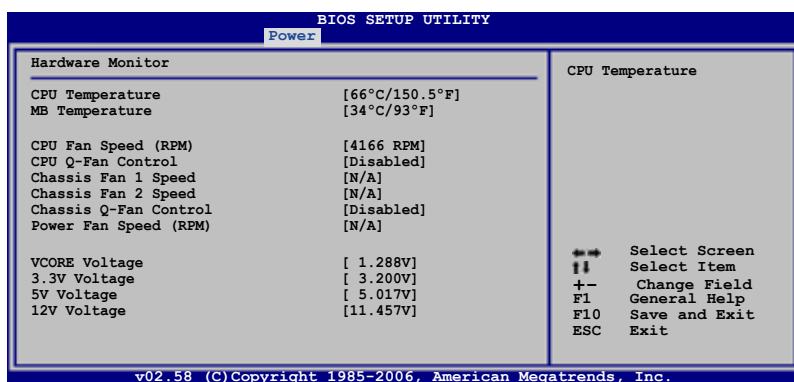 BIOS SETUP UTILITY
Power
Hardware Monitor
CPU Temperature [66°C/150.5°F]
MB Temperature [34°C/93°F]
CPU Fan Speed (RPM) [4166 RPM]
CPU Q-Fan Control [Disabled]
Chassis Fan 1 Speed [N/A]
Chassis Fan 2 Speed [N/A]
Chassis Q-Fan Control [Disabled]
Power Fan Speed (RPM) [N/A]
VCORE Voltage [ 1.288V]
3.3V Voltage [ 3.200V]
5V Voltage [ 5.017V]
12V Voltage [11.457V]
CPU Temperature
←→ Select Screen
↑↓ Select Item
+- Change Field
F1 General Help
F10 Save and Exit
ESC Exit
v02.58 (C)Copyright 1985-2006, American Megatrends, Inc.